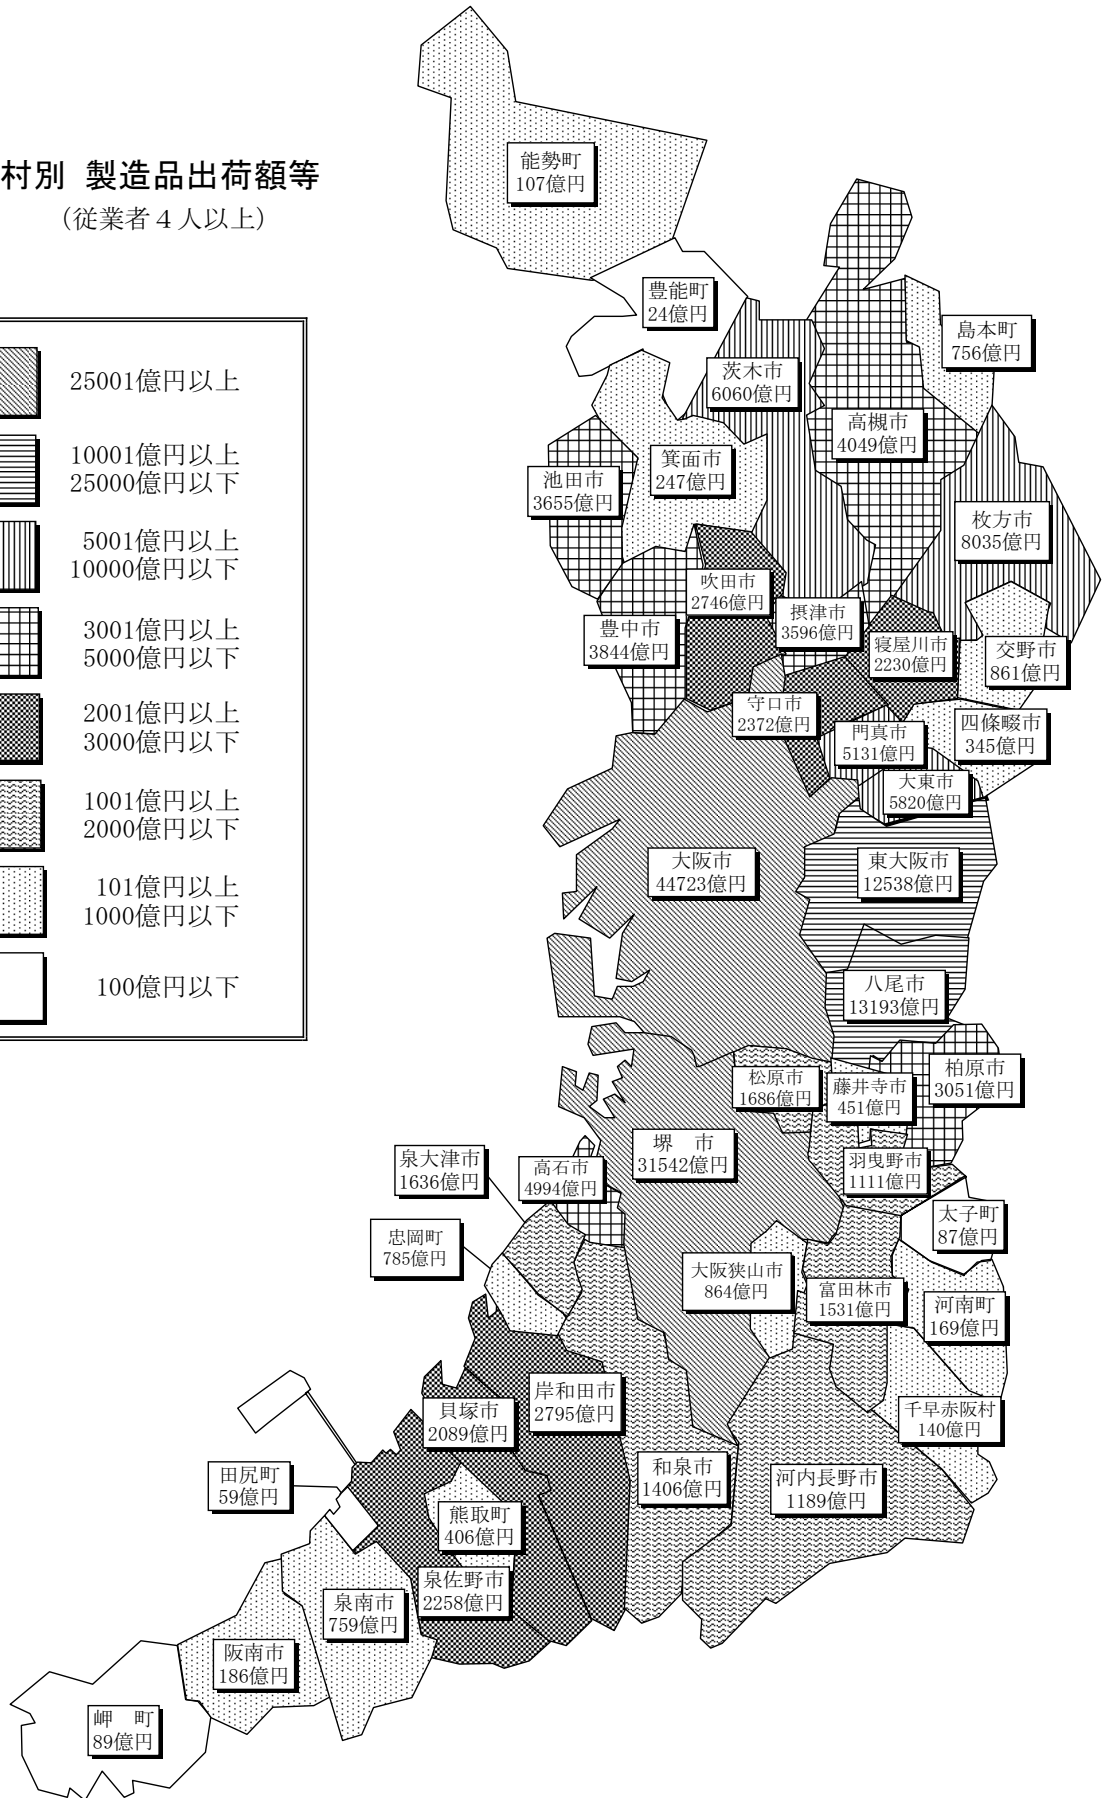 村別 製造品出荷額等
（従業者４人以上）
25001億円以上
10001億円以上
25000億円以下
5001億円以上
10000億円以下
3001億円以上
5000億円以下
2001億円以上
3000億円以下
1001億円以上
2000億円以下
101億円以上
1000億円以下
100億円以下
能勢町
107億円
豊能町
24億円
島本町
756億円
茨木市
6060億円
高槻市
4049億円
箕面市
247億円
池田市
3655億円
枚方市
8035億円
吹田市
2746億円
摂津市
3596億円
豊中市
3844億円
寝屋川市
2230億円
交野市
861億円
守口市
2372億円
門真市
5131億円
四條畷市
345億円
大東市
5820億円
大阪市
44723億円
東大阪市
12538億円
八尾市
13193億円
松原市
1686億円
藤井寺市
451億円
柏原市
3051億円
堺　市
31542億円
羽曳野市
1111億円
泉大津市
1636億円
高石市
4994億円
太子町
87億円
忠岡町
785億円
大阪狭山市
864億円
富田林市
1531億円
河南町
169億円
岸和田市
2795億円
貝塚市
2089億円
千早赤阪村
140億円
和泉市
1406億円
河内長野市
1189億円
田尻町
59億円
熊取町
406億円
泉佐野市
2258億円
泉南市
759億円
阪南市
186億円
岬　町
89億円